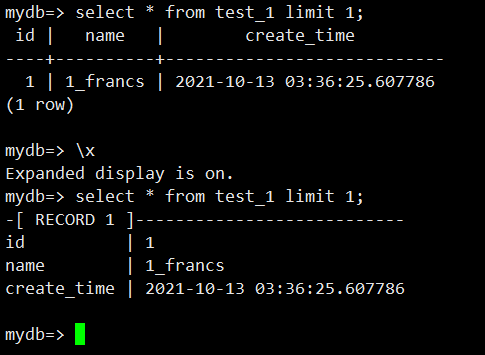 mydb=> select * from test_1 limit 1;
 id |   name   |        create_time
----+----------+----------------------------
  1 | 1_francs | 2021-10-13 03:36:25.607786
(1 row)

mydb=> \x
Expanded display is on.
mydb=> select * from test_1 limit 1;
-[ RECORD 1 ]---------------------------
id          | 1
name        | 1_francs
create_time | 2021-10-13 03:36:25.607786

mydb=>